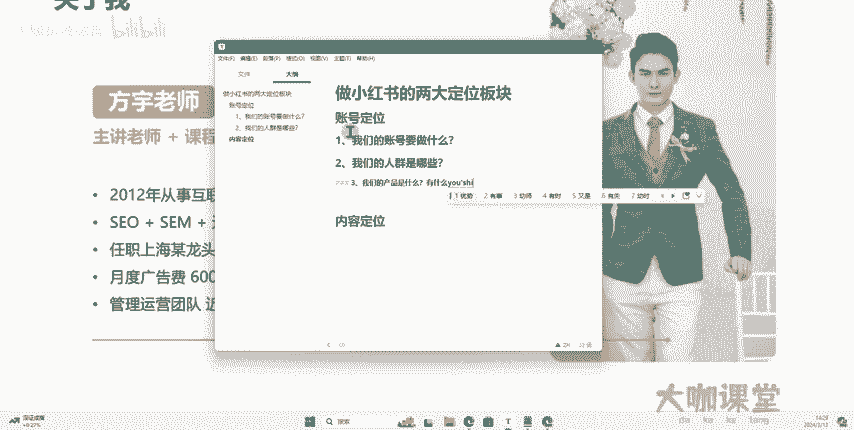 关于我
bilibili
文件(F) 编辑(E) 段落(P) 格式(O) 视图(V) 主题(T) 帮助(H)
文件 大纲
做小红书的两大定位板块
账号定位
1、我们的账号要做什么?
2、我们的人群是哪些?
内容定位
做小红书的两大定位板块
账号定位
1、我们的账号要做什么?
2、我们的人群是哪些?
### 3、我们的产品是什么?有什么you'shi
1 优势 2 有事 3 幼师 4 有时 5 又是 6 有失 7 幼时
内容定位
方宇老师
主讲老师 + 课程
• 2012年从事互联
• SEO + SEM +
• 任职上海某龙头
• 月度广告费 600
• 管理运营团队 近
大咖课堂
da ka ke tang
搜索